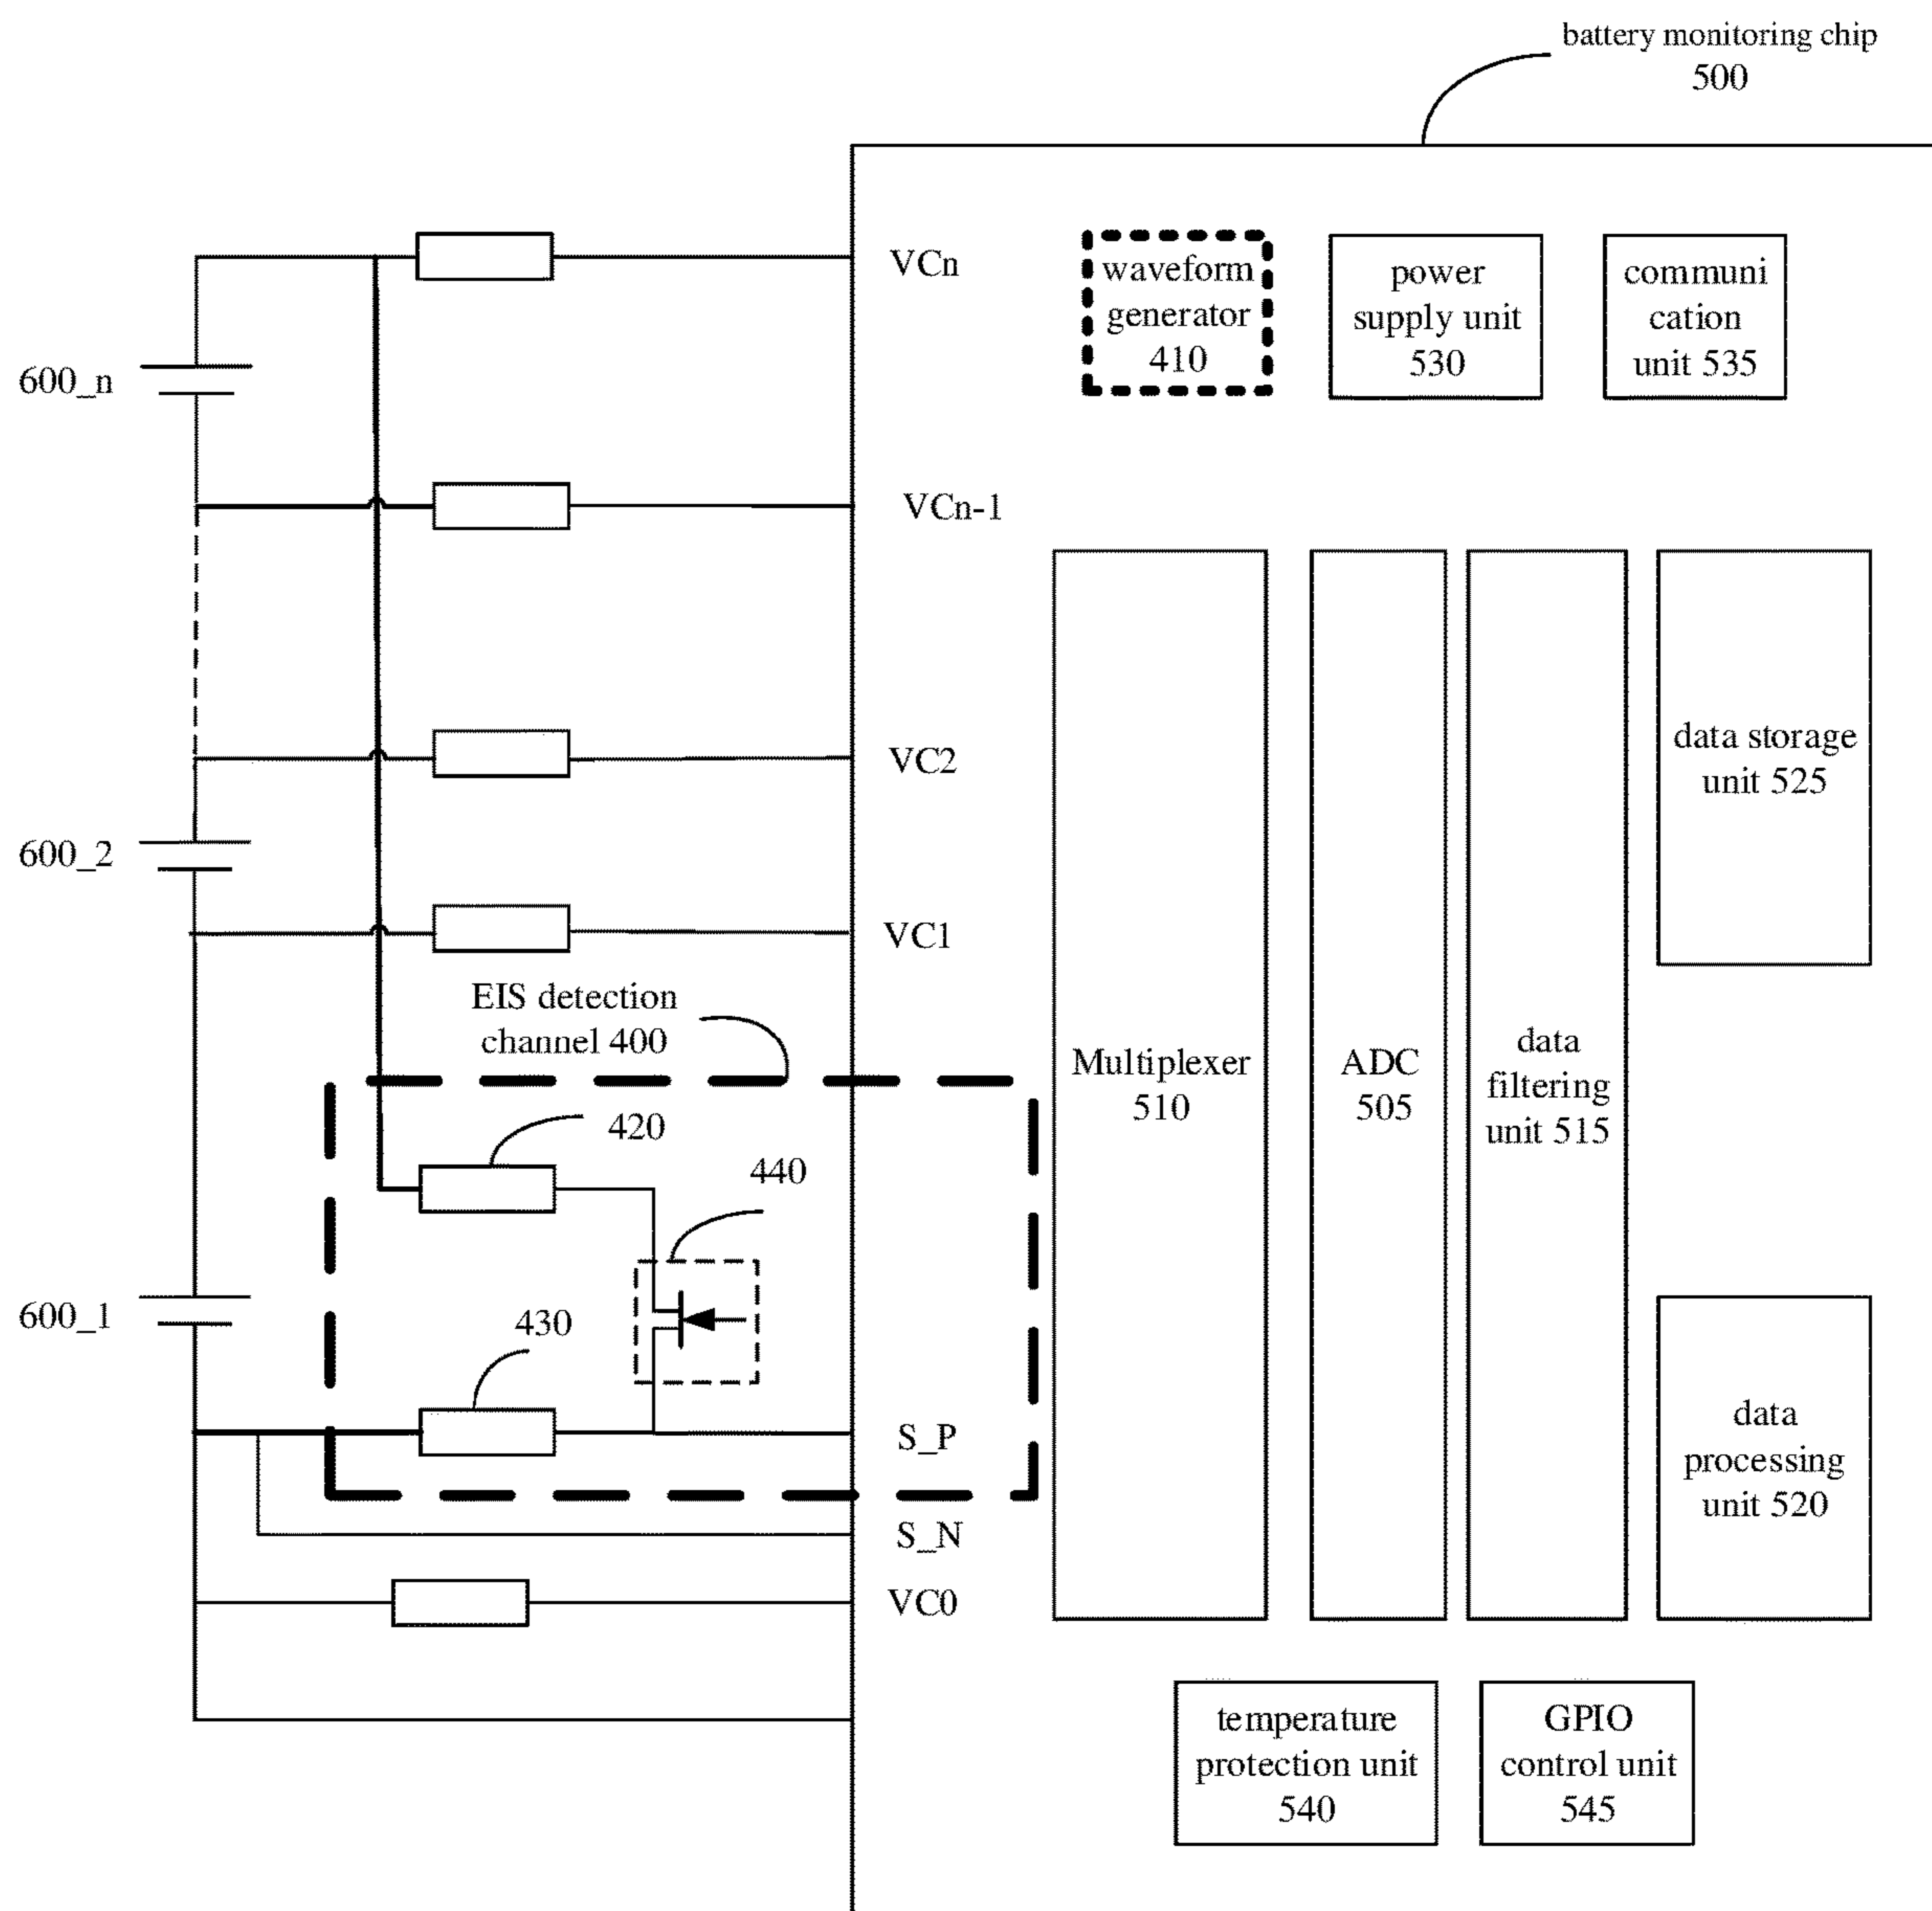 battery monitoring chip
500
VCn
waveform
generator
410
power
supply unit
530
communi
cation
unit 535
600_n
VCn-1
data storage
unit 525
VC2
600_2
VC1
EIS detection
channel 400
Multiplexer
510
ADC
505
data
filtering
unit 515
420
440
600_1
430
data
processing
unit 520
S_P
S_N
VC0
temperature
protection unit
540
GPIO
control unit
545